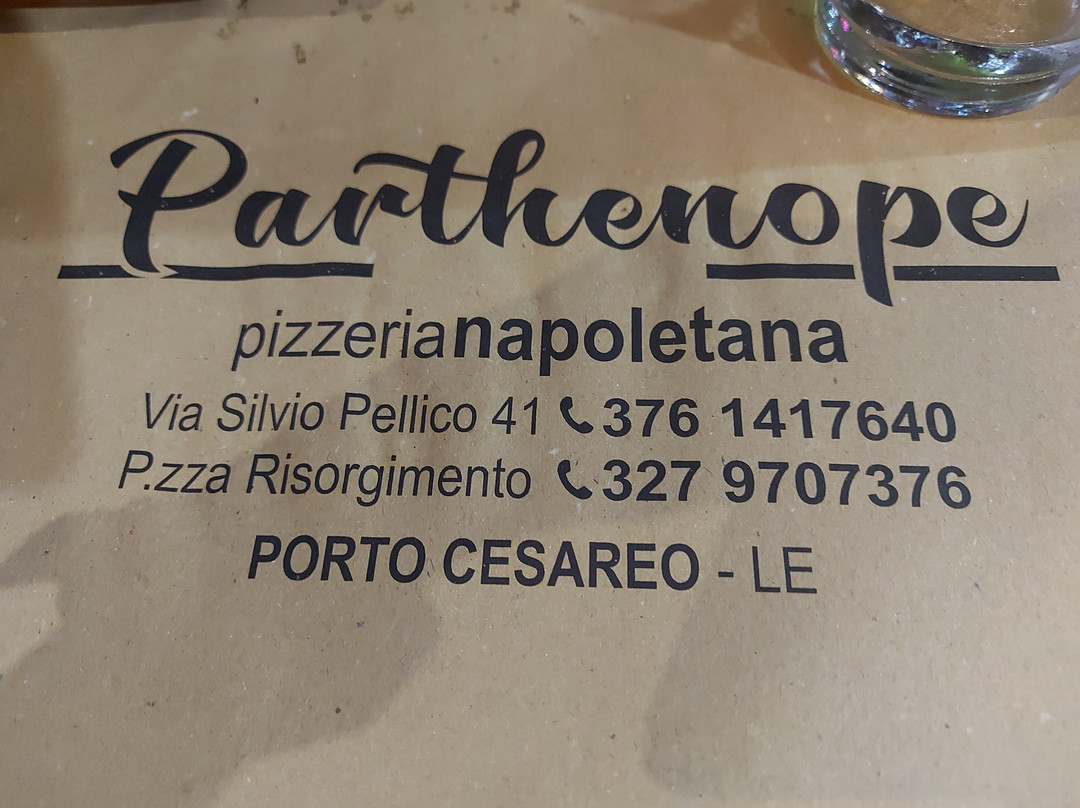 Parthenope
pizzerianapoletana
Via Silvio Pellico 41 376 1417640
P.zza Risorgimento 327 9707376
PORTO CESAREO - LE